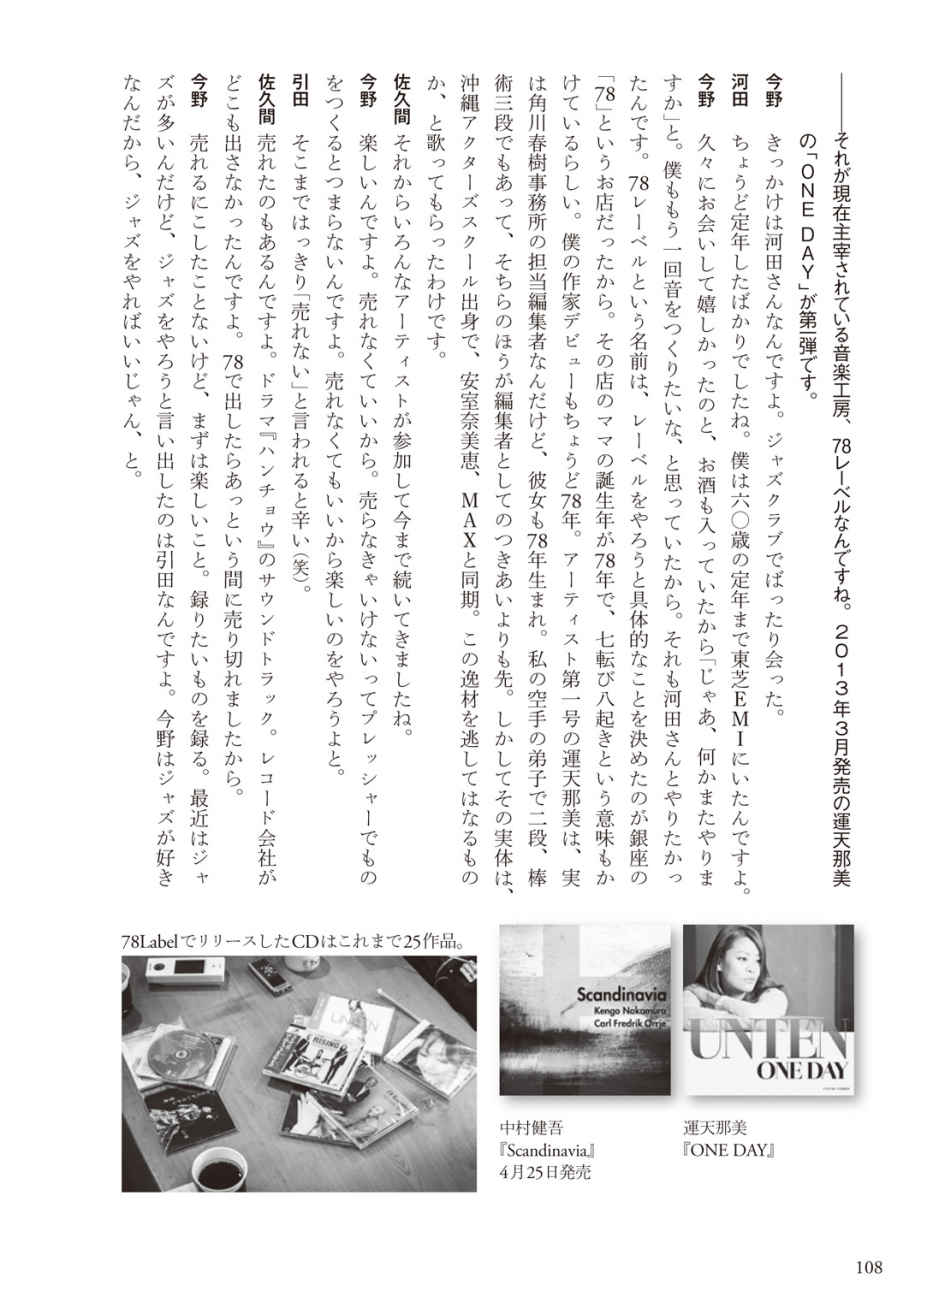 ――それが現在主宰されている音楽工房、78レーベルなんですね。2013年3月発売の運天那美
の「ONE DAY」が第一弾です。
今野　きっかけは河田さんなんですよ。ジャズクラブでばったり会った。
河田　ちょうど定年したばかりでしたね。僕は六〇歳の定年まで東芝EMIにいたんですよ。
今野　久々にお会いして嬉しかったのと、お酒も入っていたから「じゃあ、何かまたやりま
すか」と。僕ももう一回音をつくりたいな、と思っていたから。それも河田さんとやりたかっ
たんです。78レーベルという名前は、レーベルをやろうと具体的なことを決めたのが銀座の
「78」というお店だったから。その店のママの誕生年が78年で、七転び八起きという意味もか
けているらしい。僕の作家デビューもちょうど78年。アーティスト第一号の運天那美は、実
は角川春樹事務所の担当編集者なんだけど、彼女も78年生まれ。私の空手の弟子で二段、棒
術三段でもあって、そちらのほうが編集者としてのつきあいよりも先。しかしてその実体は、
沖縄アクターズスクール出身で、安室奈美恵、MAXと同期。この逸材を逃してはなるもの
か、と歌ってもらったわけです。
佐久間　それからいろんなアーティストが参加して今まで続いてきましたね。
今野　楽しいんですよ。売れなくていいから。売らなきゃいけないってプレッシャーでもの
をつくるとつまらないんですよ。売れなくてもいいから楽しいのをやろうよと。
引田　そこまではっきり「売れない」と言われると辛い(笑)。
佐久間　売れたのもあるんですよ。ドラマ『ハンチョウ』のサウンドトラック。レコード会社が
どこも出さなかったんですよ。78で出したらあっという間に売り切れましたから。
今野　売れるにこしたことないけど、まずは楽しいこと。録りたいものを録る。最近はジャ
ズが多いんだけど、ジャズをやろうと言い出したのは引田なんですよ。今野はジャズが好き
なんだから、ジャズをやればいいじゃん、と。
UNTEN
ONE DAY
運天那美
『ONE DAY』
Scandinavia
Kengo Nakamura
Carl Fredrik Orrje
中村健吾
『Scandinavia』
4月25日発売
78LabelでリリースしたCDはこれまで25作品。
UNTEN
RISING
108